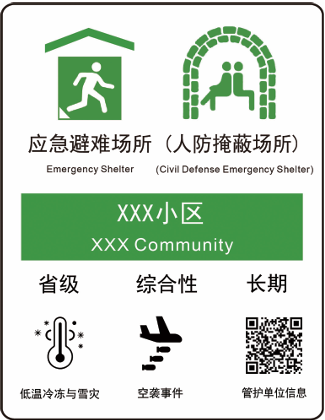 应急避难场所（人防掩蔽场所）
Emergency Shelter (Civil Defense Emergency Shelter)
XXX小区
XXX Community
省级 综合性 长期
低温冷冻与雪灾 空袭事件 管护单位信息